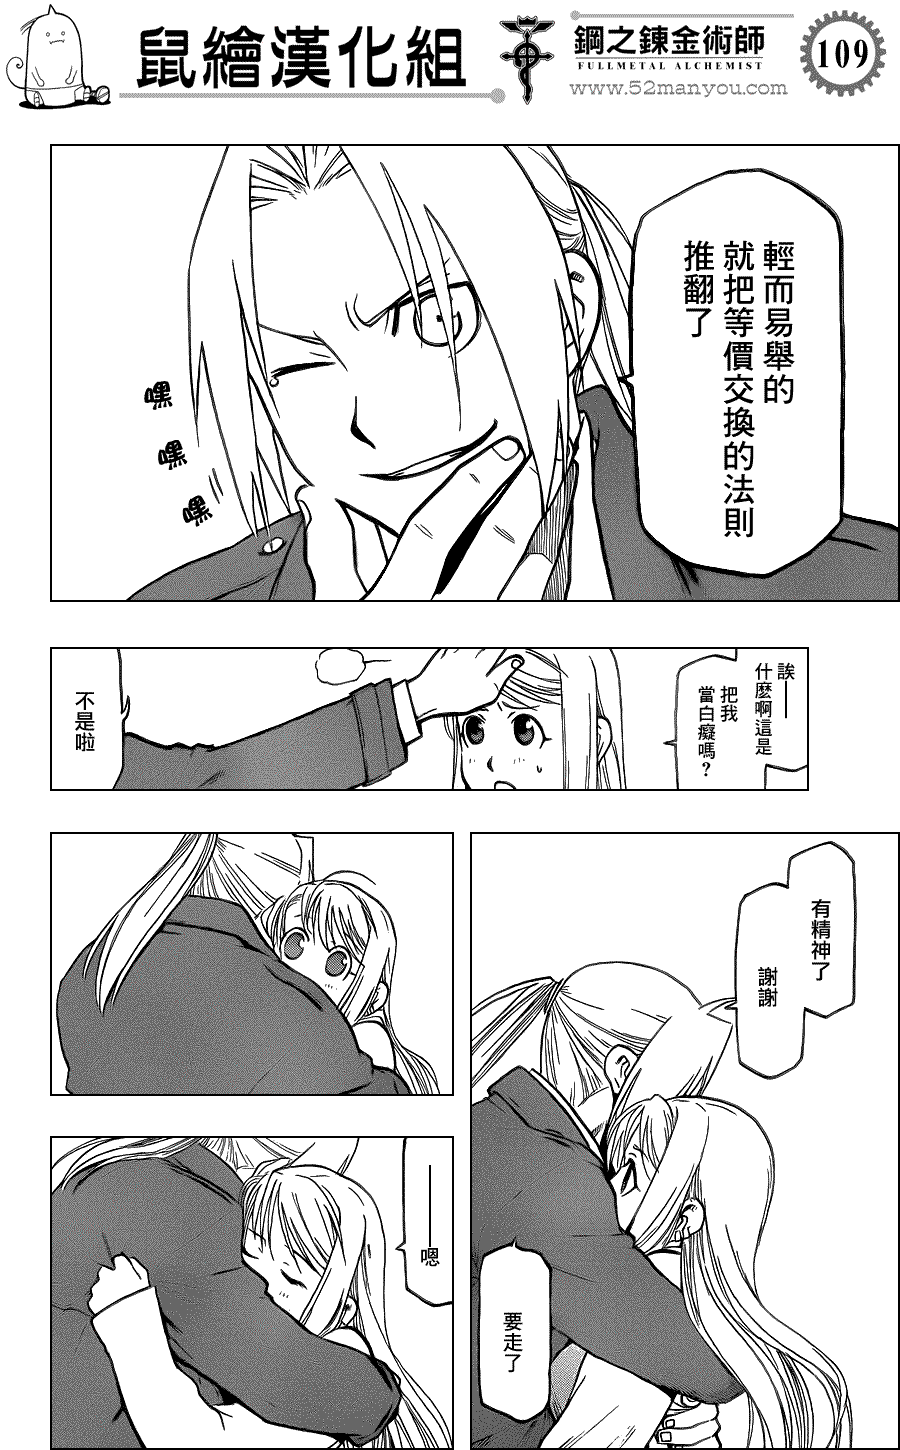 鼠繪漢化組
鋼之鍊金術師
FULLMETAL ALCHEMIST
www.52manyou.com
109
輕而易舉的
就把等價交換的法則
推翻了
嘿
嘿
嘿
誒——
什麼啊這是
把我
當白癡嗎?
不是啦
有精神了
謝謝
要走了
——嗯